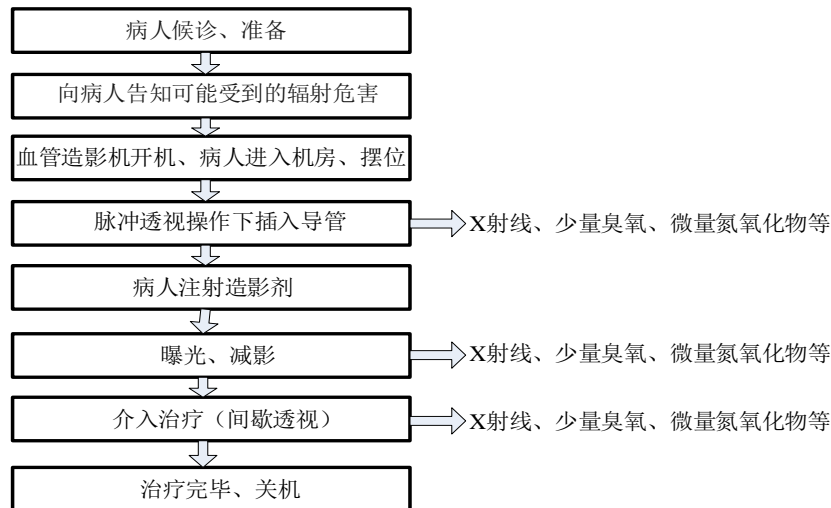 病人候诊、准备
向病人告知可能受到的辐射危害
血管造影机开机、病人进入机房、摆位
脉冲透视操作下插入导管
X射线、少量臭氧、微量氮氧化物等
病人注射造影剂
曝光、减影
X射线、少量臭氧、微量氮氧化物等
介入治疗（间歇透视）
X射线、少量臭氧、微量氮氧化物等
治疗完毕、关机